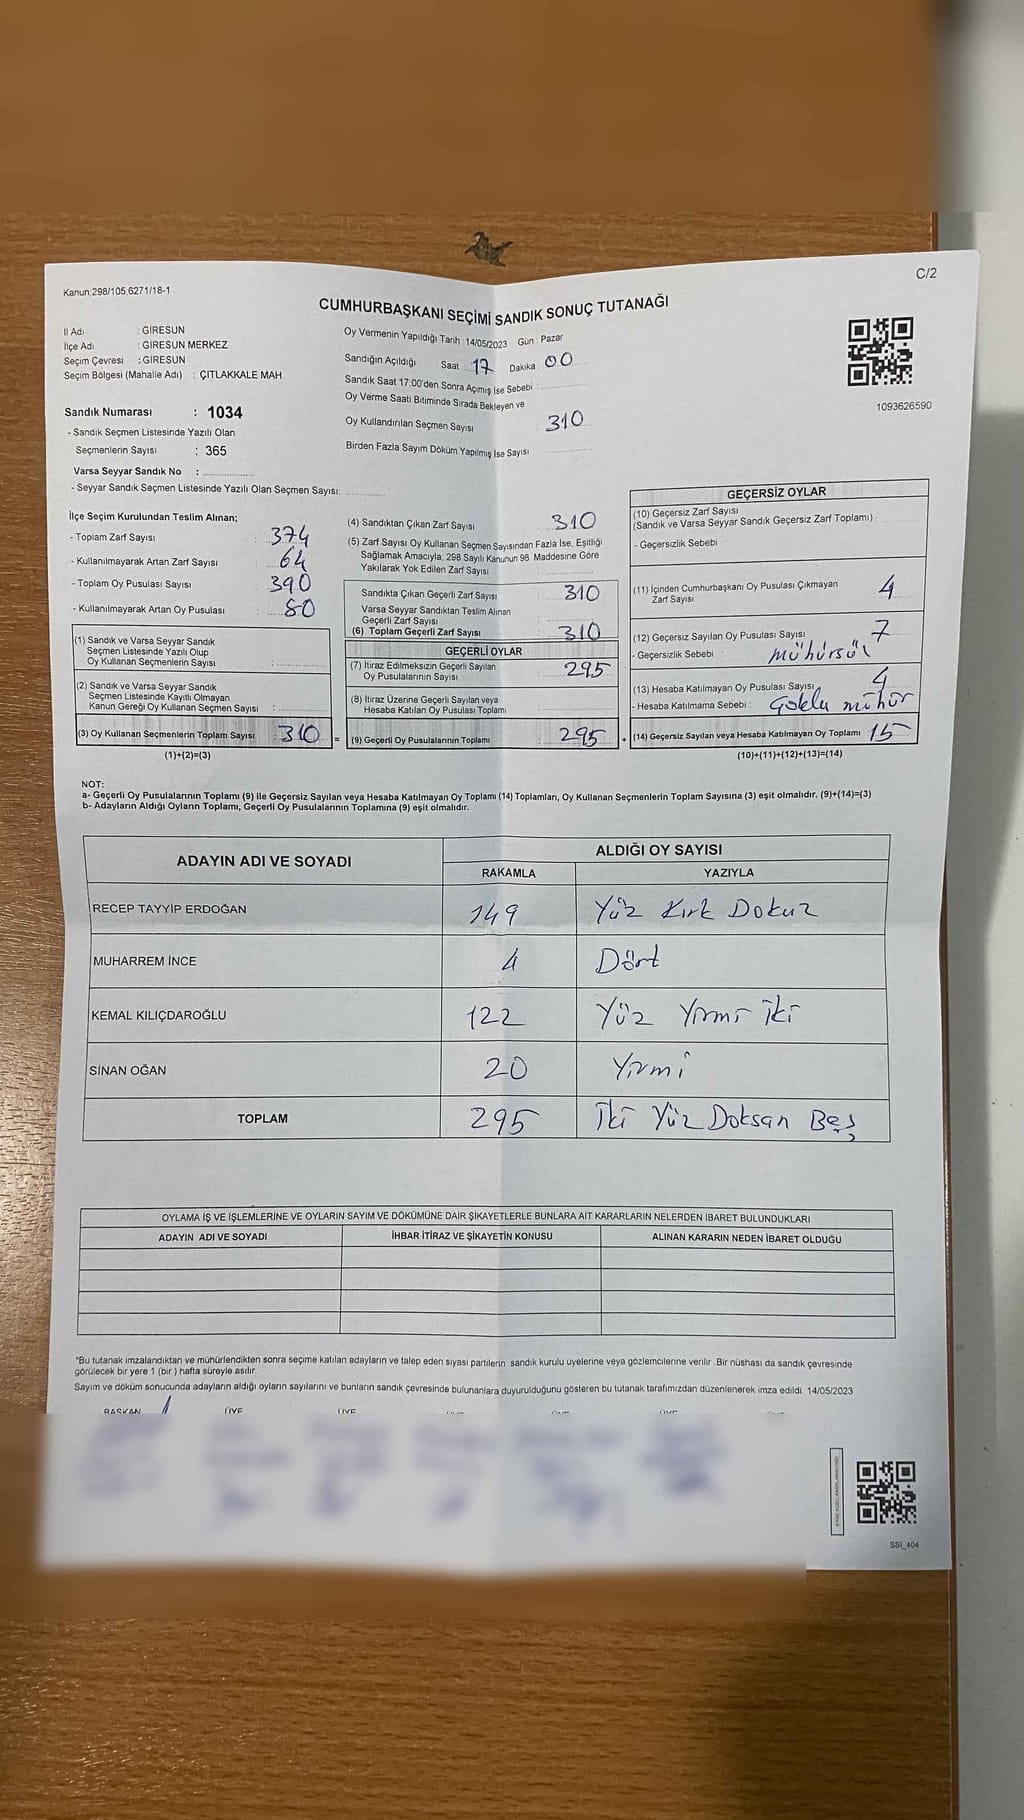 C/2
Kanun;298/105;6271/18-1
CUMHURBAŞKANI SEÇİMİ SANDIK SONUÇ TUTANAĞI
İl Adı : GİRESUN
İlçe Adı : GİRESUN MERKEZ
Seçim Çevresi : GİRESUN
Seçim Bölgesi (Mahalle Adı) : ÇITLAKKALE MAH.
Sandık Numarası : 1034
- Sandık Seçmen Listesinde Yazılı Olan
Seçmenlerin Sayısı : 365
Varsa Seyyar Sandık No :
- Seyyar Sandık Seçmen Listesinde Yazılı Olan Seçmen Sayısı:
Oy Vermenin Yapıldığı Tarih :14/05/2023 Gün : Pazar
Sandığın Açıldığı Saat : 17 Dakika 00
Sandık Saat 17:00'den Sonra Açımış İse Sebebi :
Oy Verme Saati Bitiminde Sırada Bekleyen ve
Oy Kullandırılan Seçmen Sayısı : 310
Birden Fazla Sayım Döküm Yapılmış İse Sayısı
1093626590
İlçe Seçim Kurulundan Teslim Alınan;
- Toplam Zarf Sayısı : 374
- Kullanılmayarak Artan Zarf Sayısı : 64
- Toplam Oy Pusulası Sayısı : 390
- Kullanılmayarak Artan Oy Pusulası : 80
(1) Sandık ve Varsa Seyyar Sandık
Seçmen Listesinde Yazılı Olup
Oy Kullanan Seçmenlerin Sayısı :
(2) Sandık ve Varsa Seyyar Sandık
Seçmen Listesinde Kayıtlı Olmayan
Kanun Gereği Oy Kullanan Seçmen Sayısı :
(3) Oy Kullanan Seçmenlerin Toplam Sayısı : 310 =
(1)+(2)=(3)
(4) Sandıktan Çıkan Zarf Sayısı : 310
(5) Zarf Sayısı Oy Kullanan Seçmen Sayısından Fazla İse, Eşitliği
Sağlamak Amacıyla, 298 Sayılı Kanunun 98. Maddesine Göre
Yakılarak Yok Edilen Zarf Sayısı :
Sandıkta Çıkan Geçerli Zarf Sayısı : 310
Varsa Seyyar Sandıktan Teslim Alınan
Geçerli Zarf Sayısı :
(6) Toplam Geçerli Zarf Sayısı : 310
GEÇERLİ OYLAR
(7) İtiraz Edilmeksizin Geçerli Sayılan
Oy Pusulalarının Sayısı : 295
(8) İtiraz Üzerine Geçerli Sayılan veya
Hesaba Katılan Oy Pusulası Toplamı :
(9) Geçerli Oy Pusulalarının Toplamı : 295 +
GEÇERSİZ OYLAR
(10) Geçersiz Zarf Sayısı
(Sandık ve Varsa Seyyar Sandık Geçersiz Zarf Toplamı) :
- Geçersizlik Sebebi :
(11) İçinden Cumhurbaşkanı Oy Pusulası Çıkmayan
Zarf Sayısı : 4
(12) Geçersiz Sayılan Oy Pusulası Sayısı : 7
- Geçersizlik Sebebi : mühürsüz
(13) Hesaba Katılmayan Oy Pusulası Sayısı : 4
- Hesaba Katılmama Sebebi : Çoklu mühür
(14) Geçersiz Sayılan veya Hesaba Katılmayan Oy Toplamı : 15
(10)+(11)+(12)+(13)=(14)
NOT:
a- Geçerli Oy Pusulalarının Toplamı (9) ile Geçersiz Sayılan veya Hesaba Katılmayan Oy Toplamı (14) Toplamları, Oy Kullanan Seçmenlerin Toplam Sayısına (3) eşit olmalıdır. (9)+(14)=(3)
b- Adayların Aldığı Oyların Toplamı, Geçerli Oy Pusulalarının Toplamına (9) eşit olmalıdır.
ADAYIN ADI VE SOYADI ALDIĞI OY SAYISI
RAKAMLA YAZIYLA
RECEP TAYYİP ERDOĞAN 149 Yüz Kırk Dokuz
MUHARREM İNCE 4 Dört
KEMAL KILIÇDAROĞLU 122 Yüz Yirmi İki
SİNAN OĞAN 20 Yirmi
TOPLAM 295 İki Yüz Doksan Beş
OYLAMA İŞ VE İŞLEMLERİNE VE OYLARIN SAYIM VE DÖKÜMÜNE DAİR ŞİKAYETLERLE BUNLARA AİT KARARLARIN NELERDEN İBARET BULUNDUKLARI
ADAYIN ADI VE SOYADI İHBAR İTİRAZ VE ŞİKAYETİN KONUSU ALINAN KARARIN NEDEN İBARET OLDUĞU
*Bu tutanak imzalandıktan ve mühürlendikten sonra seçime katılan adayların ve talep eden siyasi partilerin sandık kurulu üyelerine veya gözlemcilerine verilir. Bir nüshası da sandık çevresinde
görülecek bir yere 1 (bir ) hafta süreyle asılır.
Sayım ve döküm sonucunda adayların aldığı oyların sayılarını ve bunların sandık çevresinde bulunanlara duyurulduğunu gösteren bu tutanak tarafımızdan düzenlenerek imza edildi. 14/05/2023
BAŞKAN ÜYE ÜYE
SSI_404